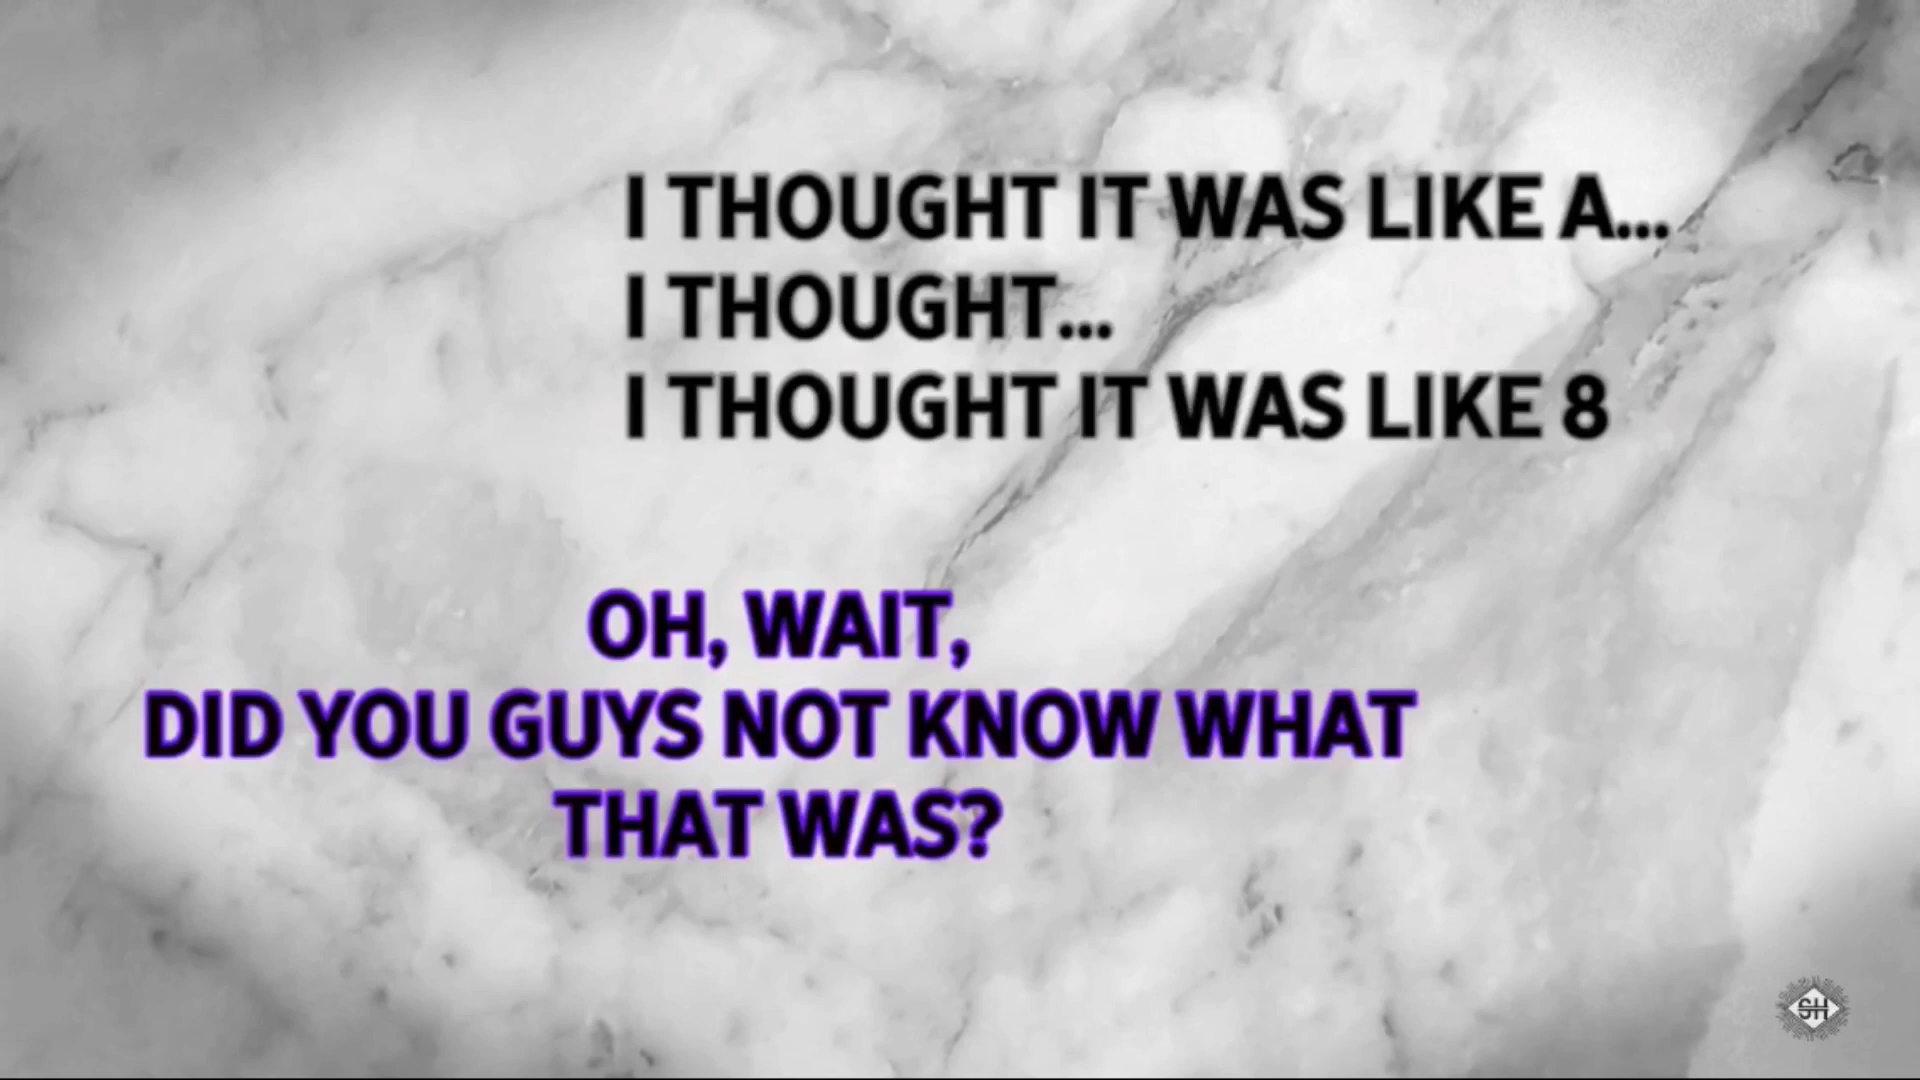 I THOUGHT IT WAS LIKE A...
I THOUGHT...
I THOUGHT IT WAS LIKE 8
OH, WAIT,
DID YOU GUYS NOT KNOW WHAT
THAT WAS?
SH